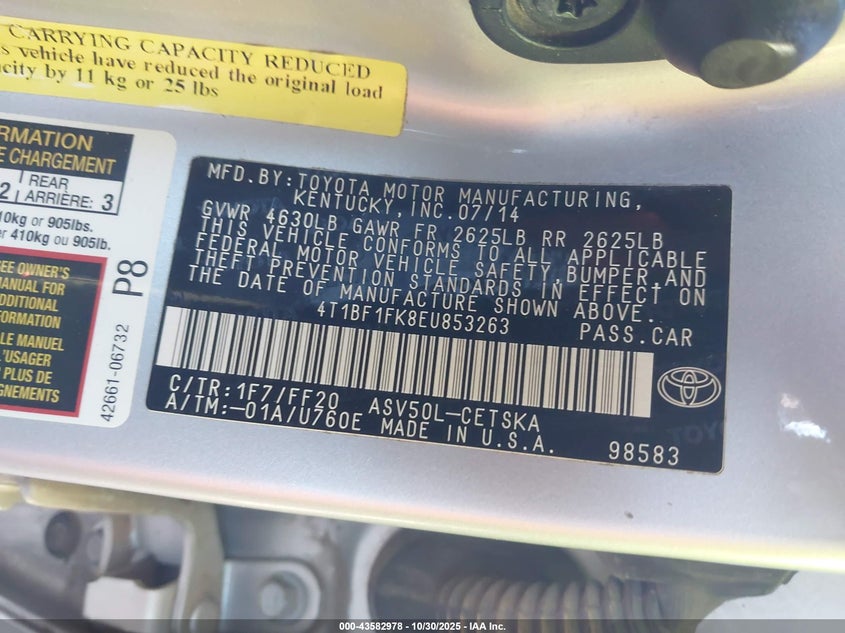 CARRYING CAPACITY REDUCED
s vehicle have reduced the original load
city by 11 kg or 25 lbs
RMATION
E CHARGEMENT
2 REAR ARRIÈRE: 3
10kg or 905lbs.
er 410kg ou 905lb.
SEE OWNER'S
MANUAL FOR
ADDITIONAL
FORMATION
LE MANUEL
L'USAGER
PLUS DE
GNEMENTS
P8
42661-06732
MFD.BY:TOYOTA MOTOR MANUFACTURING,
KENTUCKY, INC.07/14
GVWR 4630LB GAWR FR 2625LB RR 2625LB
THIS VEHICLE CONFORMS TO ALL APPLICABLE
FEDERAL MOTOR VEHICLE SAFETY, BUMPER, AND
THEFT PREVENTION STANDARDS IN EFFECT ON
THE DATE OF MANUFACTURE SHOWN ABOVE.
4T1BF1FK8EU853263 PASS.CAR
C/TR:1F7/FF20 ASV50L-CETSKA
A/TM:-01A/U760E MADE IN U.S.A.
98583
000-43582978 - 10/30/2025 - IAA Inc.